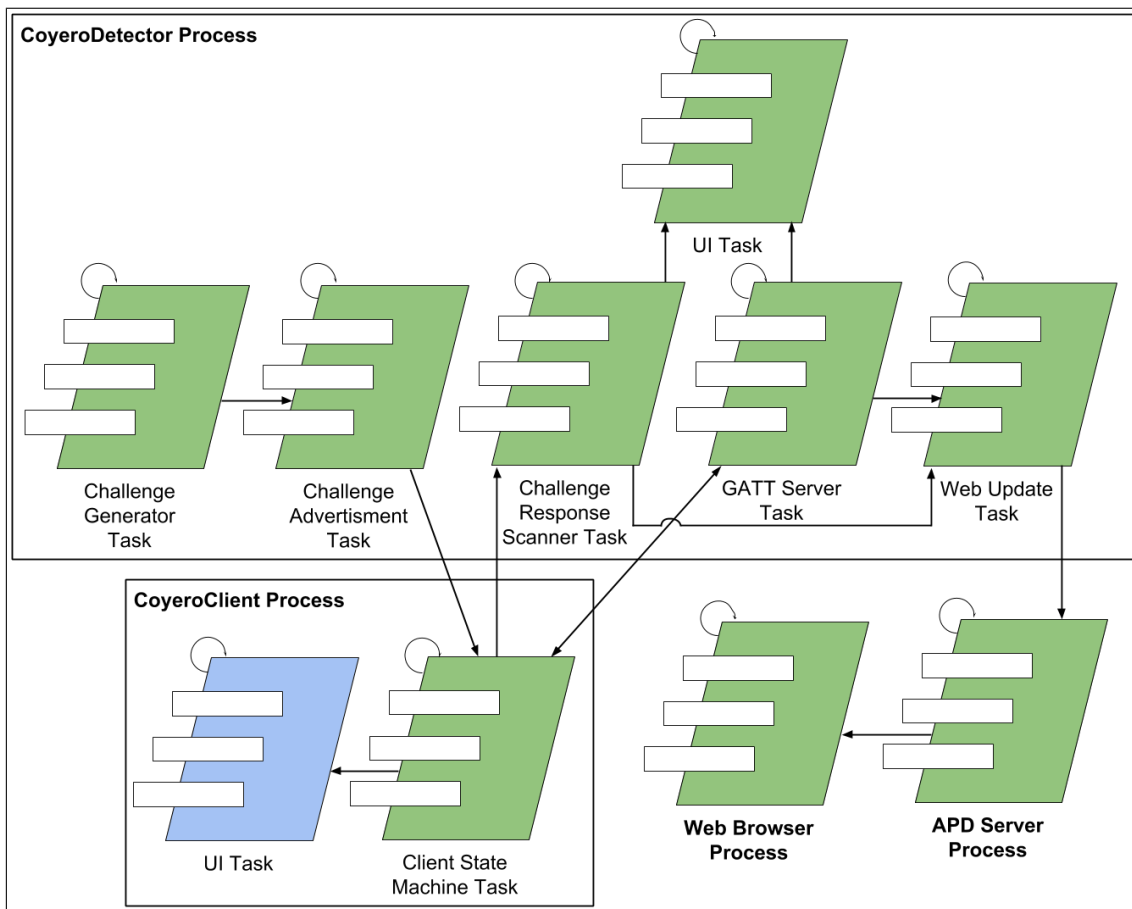 CoyeroDetector Process
UI Task
Challenge
Generator
Task
Challenge
Advertisment
Task
Challenge
Response
Scanner Task
GATT Server
Task
Web Update
Task
CoyeroClient Process
UI Task
Client State
Machine Task
Web Browser
Process
APD Server
Process